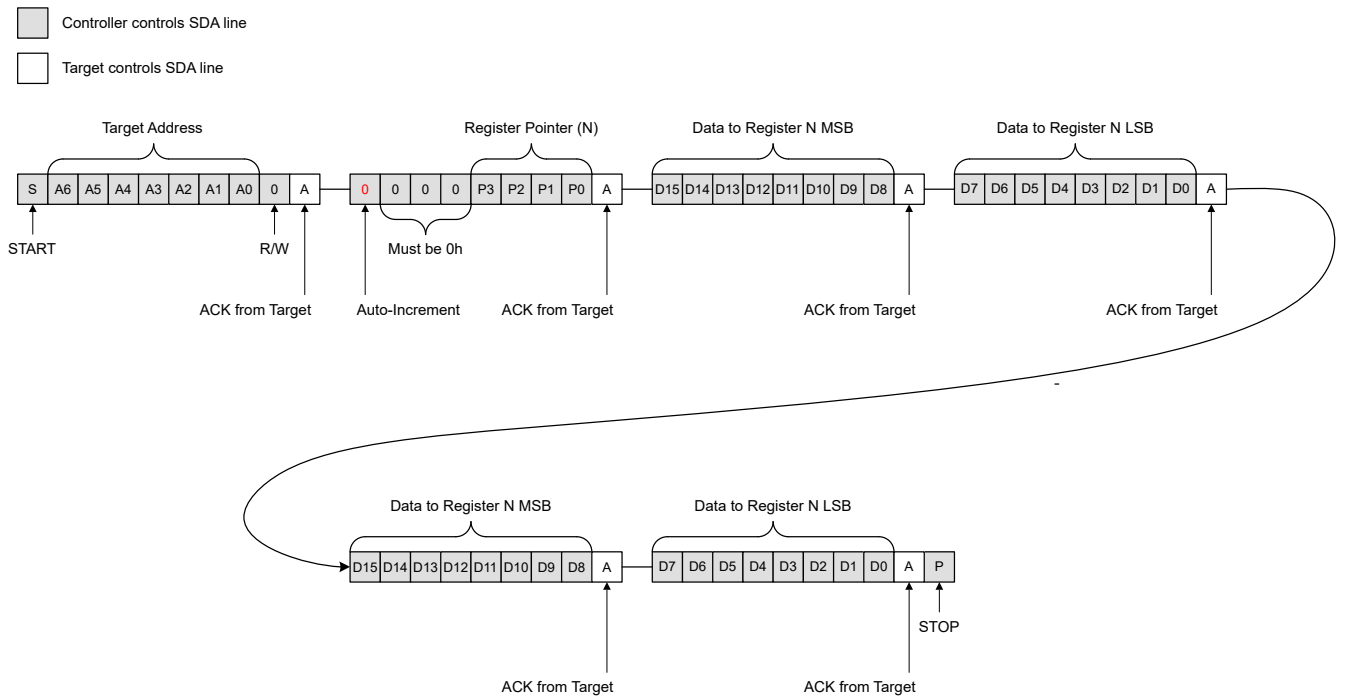 Controller controls SDA line
Target controls SDA line
Target Address
Register Pointer (N)
Data to Register N MSB
Data to Register N LSB
S A6 A5 A4 A3 A2 A1 A0 0 A 0 0 0 0 P3 P2 P1 P0 A D15 D14 D13 D12 D11 D10 D9 D8 A D7 D6 D5 D4 D3 D2 D1 D0 A
START
R/W
Must be 0h
ACK from Target
Auto-Increment
ACK from Target
ACK from Target
ACK from Target
-
Data to Register N MSB
Data to Register N LSB
D15 D14 D13 D12 D11 D10 D9 D8 A D7 D6 D5 D4 D3 D2 D1 D0 A P
STOP
ACK from Target
ACK from Target